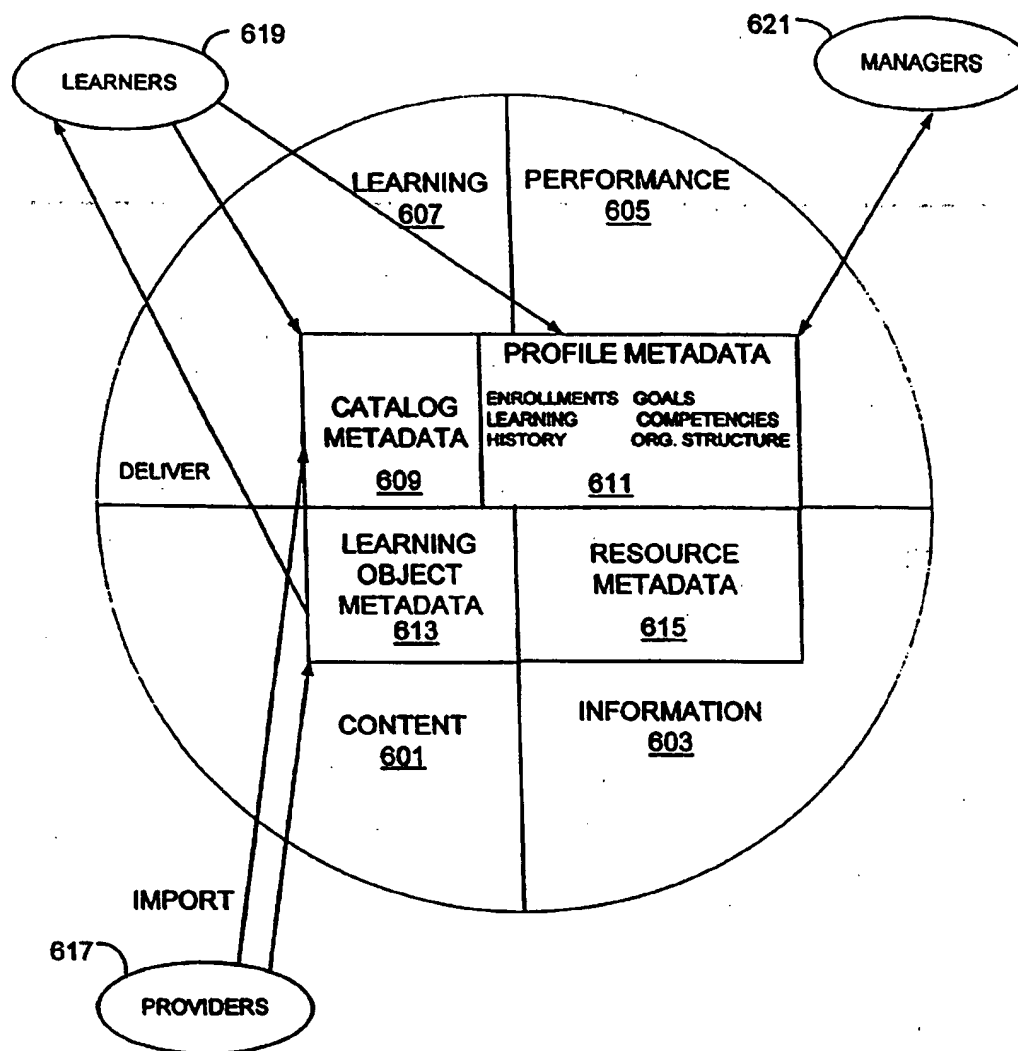 619
LEARNERS
621
MANAGERS
LEARNING
607
PERFORMANCE
605
PROFILE METADATA
ENROLLMENTS GOALS
LEARNING COMPETENCIES
HISTORY ORG. STRUCTURE
611
CATALOG
METADATA
609
DELIVER
LEARNING
OBJECT
METADATA
613
RESOURCE
METADATA
615
CONTENT
601
INFORMATION
603
IMPORT
617
PROVIDERS